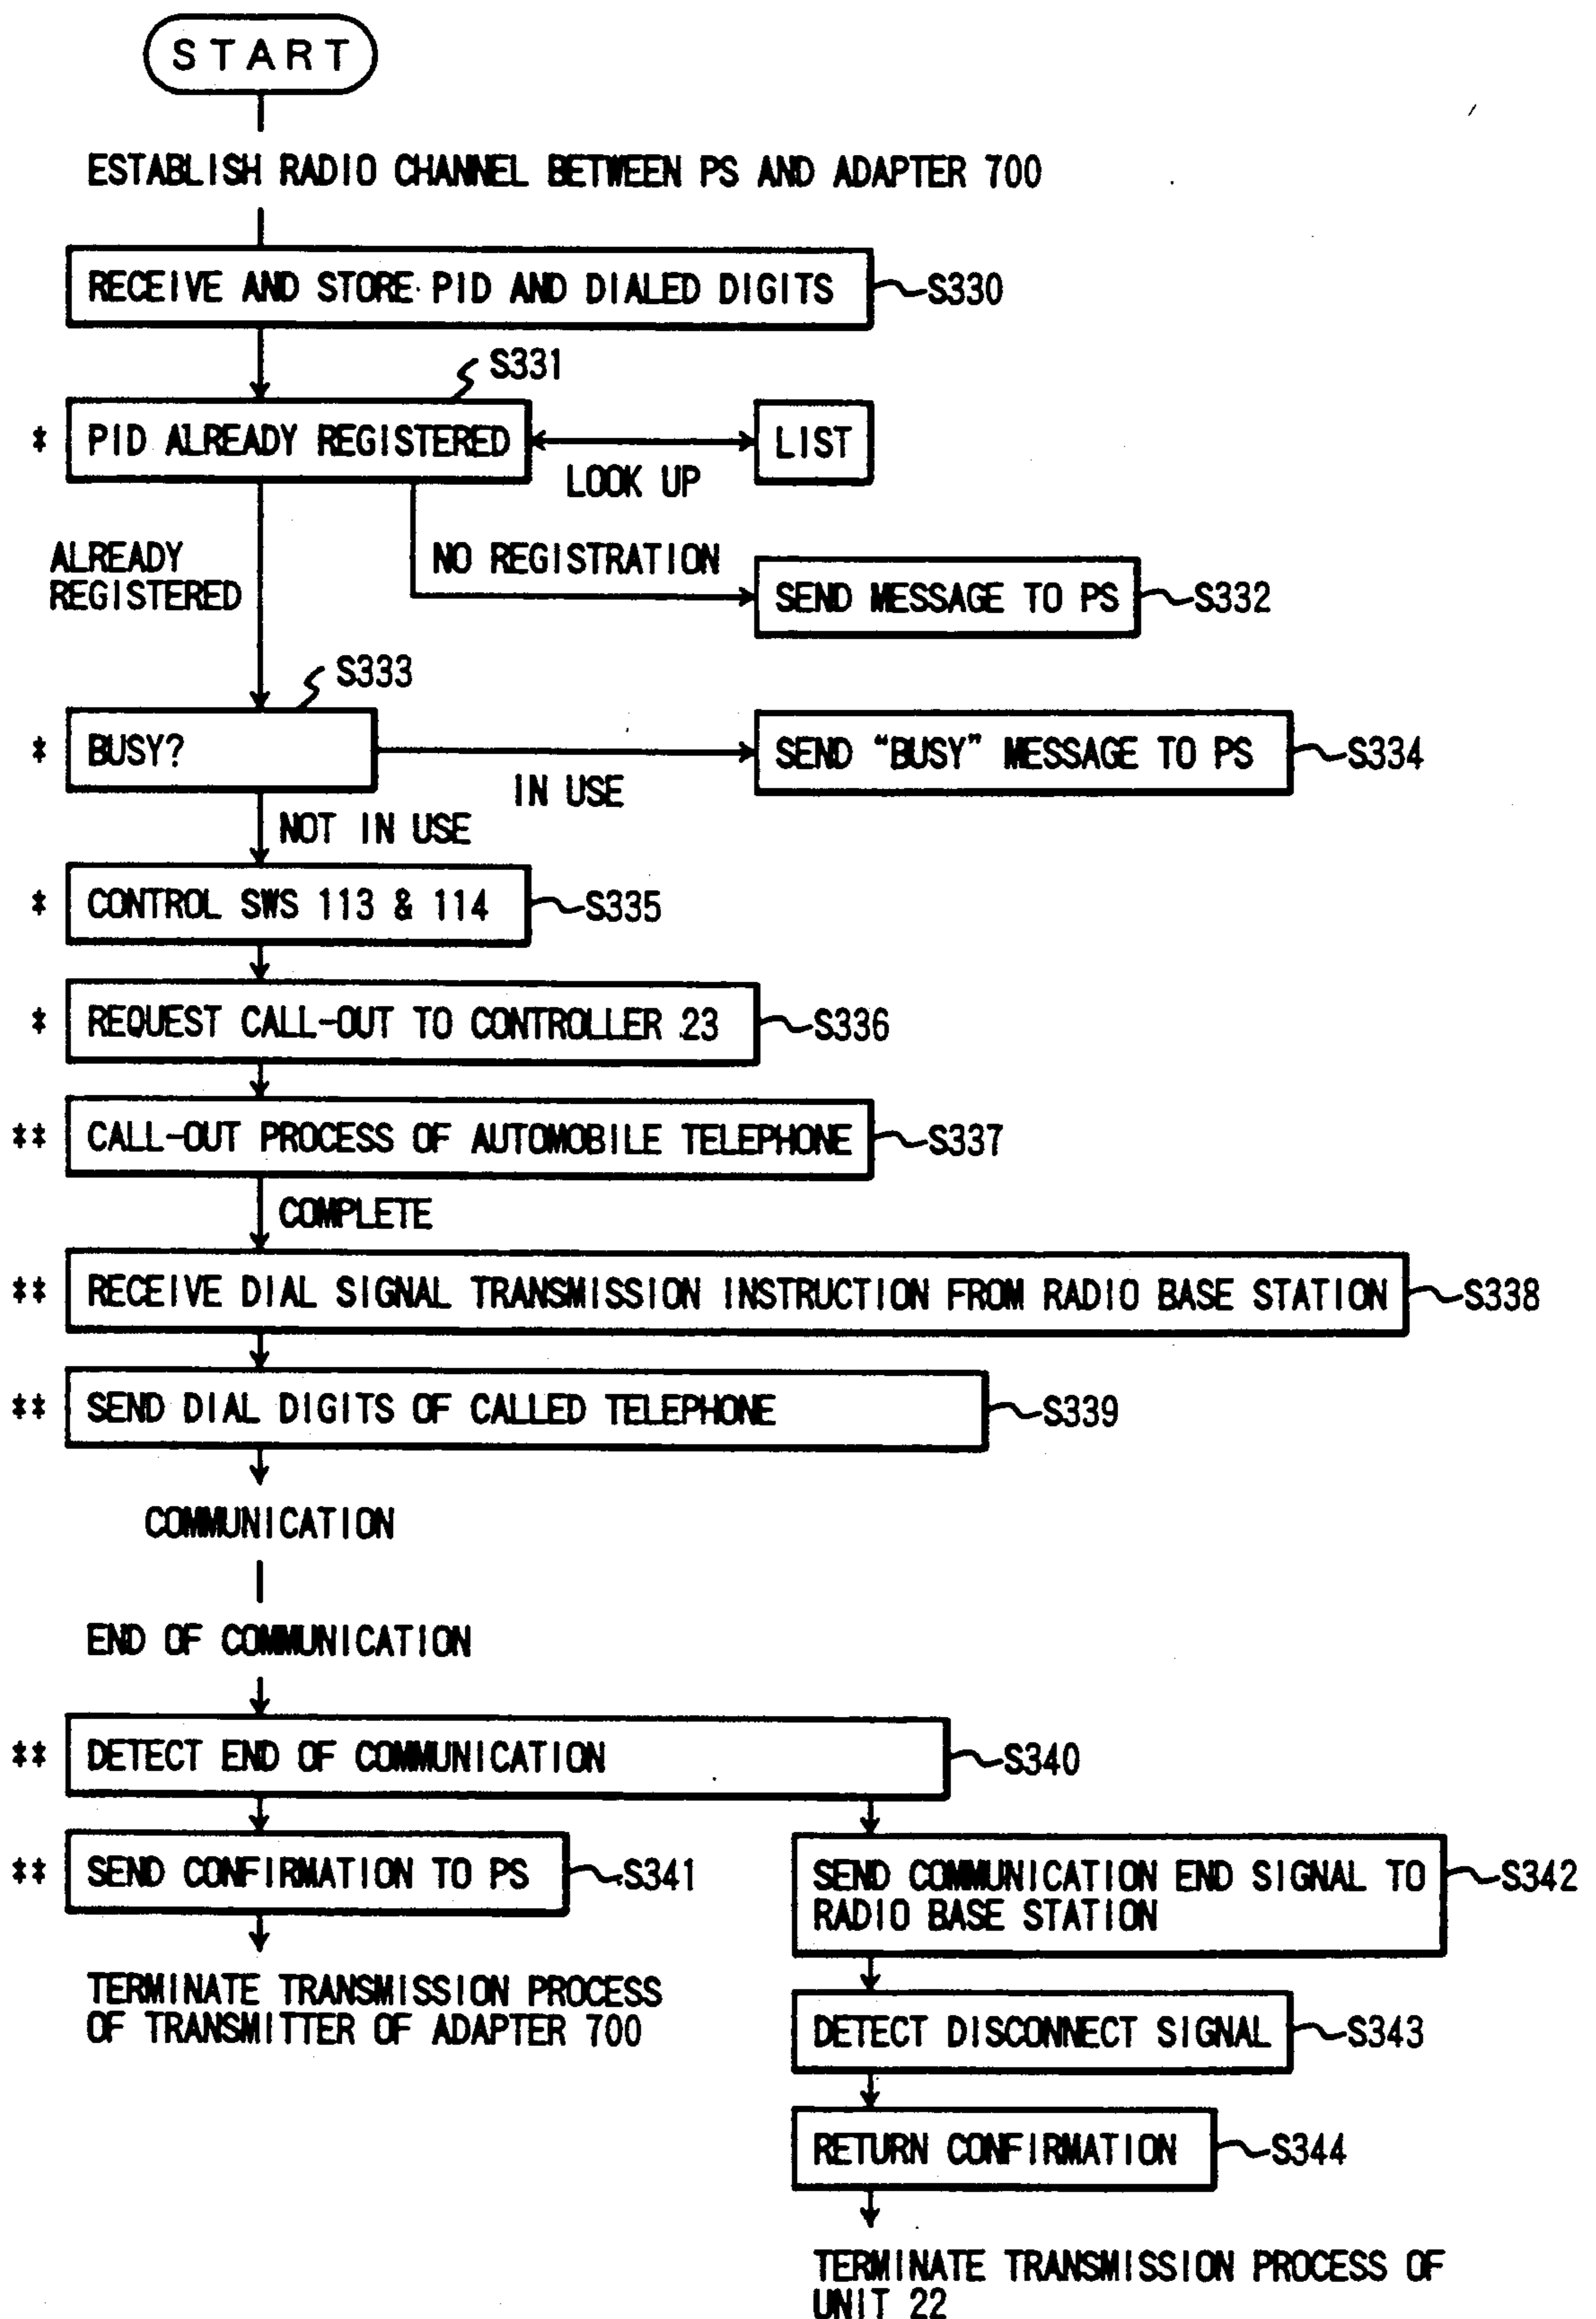 START
ESTABLISH RADIO CHANNEL BETWEEN PS AND ADAPTER 700
RECEIVE AND STORE PID AND DIALED DIGITS
S330
S331
* PID ALREADY REGISTERED
LIST
LOOK UP
ALREADY
REGISTERED
NO REGISTRATION
SEND MESSAGE TO PS
S332
S333
* BUSY?
SEND “BUSY” MESSAGE TO PS
S334
IN USE
NOT IN USE
* CONTROL SWS 113 & 114
S335
* REQUEST CALL-OUT TO CONTROLLER 23
S336
** CALL-OUT PROCESS OF AUTOMOBILE TELEPHONE
S337
COMPLETE
** RECEIVE DIAL SIGNAL TRANSMISSION INSTRUCTION FROM RADIO BASE STATION
S338
** SEND DIAL DIGITS OF CALLED TELEPHONE
S339
COMMUNICATION
END OF COMMUNICATION
** DETECT END OF COMMUNICATION
S340
** SEND CONFIRMATION TO PS
S341
TERMINATE TRANSMISSION PROCESS
OF TRANSMITTER OF ADAPTER 700
SEND COMMUNICATION END SIGNAL TO
RADIO BASE STATION
S342
DETECT DISCONNECT SIGNAL
S343
RETURN CONFIRMATION
S344
TERMINATE TRANSMISSION PROCESS OF
UNIT 22